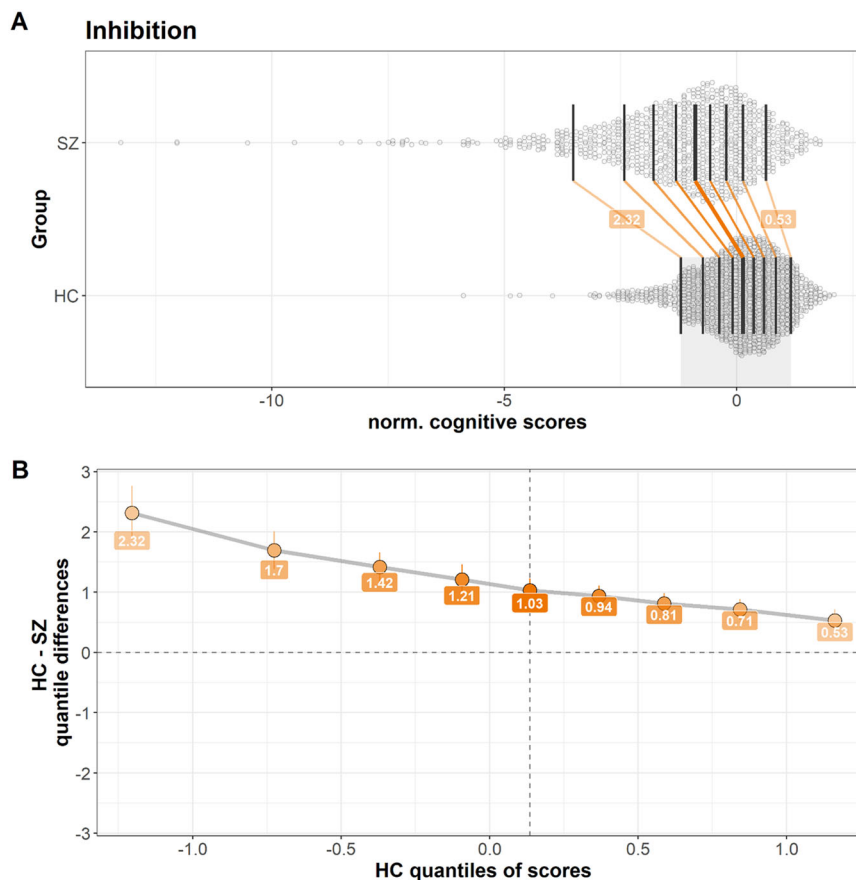 A
Inhibition
SZ
Group
HC
2.32
0.53
-10
-5
0
norm. cognitive scores
B
3
2
1
0
-1
-2
-3
HC - SZ
quantile differences
2.32
1.7
1.42
1.21
1.03
0.94
0.81
0.71
0.53
-1.0
-0.5
0.0
0.5
1.0
HC quantiles of scores